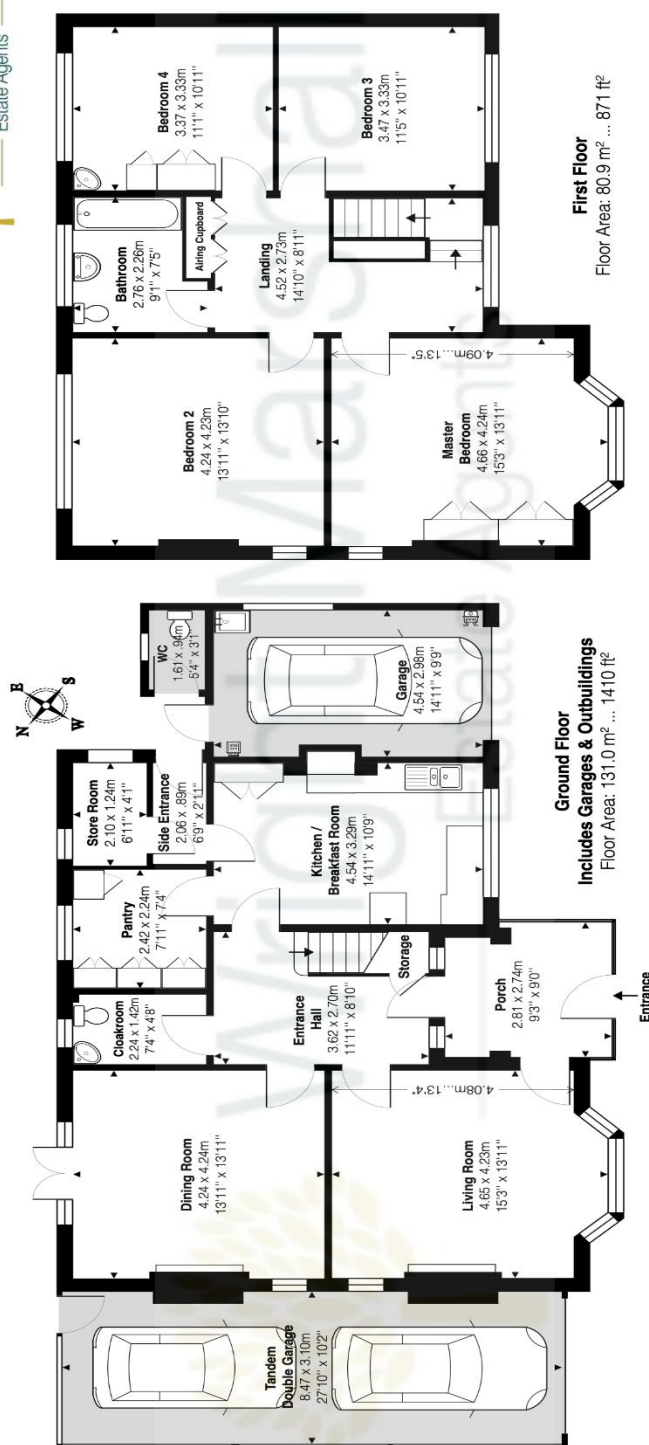 Estate Agents
Wright Marshall
Estate Agents
N
E
S
W
Tandem
Double Garage
8.47 x 3.10m
27'10" x 10'2"
Dining Room
4.24 x 4.24m
13'11" x 13'11"
Living Room
4.65 x 4.23m
15'3" x 13'11"
4.08m...13'4"
Cloakroom
2.24 x 1.42m
7'4" x 4'8"
Pantry
2.42 x 2.24m
7'11" x 7'4"
Store Room
2.10 x 1.24m
6'11" x 4'1"
Side Entrance
2.06 x .89m
6'9" x 2'11"
WC
1.61 x .94m
5'4" x 3'1"
Entrance
Hall
3.62 x 2.70m
11'11" x 8'10"
Storage
Kitchen /
Breakfast Room
4.54 x 3.29m
14'11" x 10'9"
Garage
4.54 x 2.98m
14'11" x 9'9"
Porch
2.81 x 2.74m
9'3" x 9'0"
Entrance
Ground Floor
Includes Garages & Outbuildings
Floor Area: 131.0 m² ... 1410 ft²
Bedroom 2
4.24 x 4.23m
13'11" x 13'10"
Master
Bedroom
4.66 x 4.24m
15'3" x 13'11"
4.09m...13'5"
Bathroom
2.76 x 2.26m
9'1" x 7'5"
Airing Cupboard
Landing
4.52 x 2.73m
14'10" x 8'11"
Bedroom 4
3.37 x 3.33m
11'1" x 10'11"
Bedroom 3
3.47 x 3.33m
11'5" x 10'11"
First Floor
Floor Area: 80.9 m² ... 871 ft²